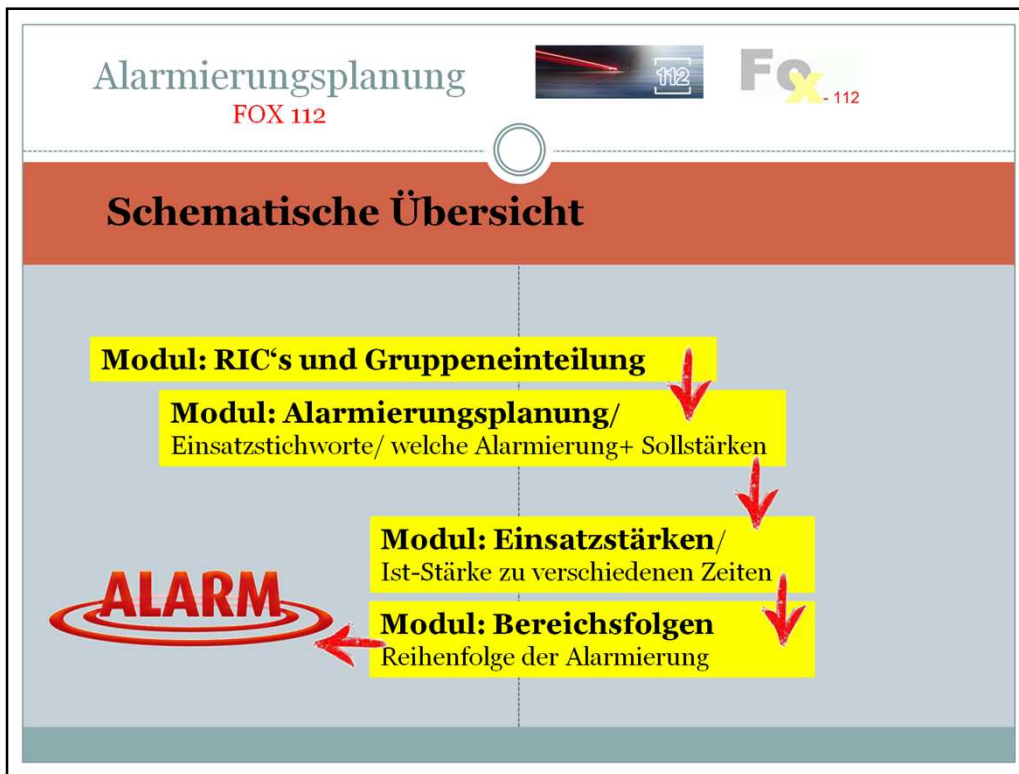 Alarmierungsplanung
FOX 112
112
Fox - 112
Schematische Übersicht
Modul: RIC‘s und Gruppeneinteilung
Modul: Alarmierungsplanung/
Einsatzstichworte/ welche Alarmierung+ Sollstärken
Modul: Einsatzstärken/
Ist-Stärke zu verschiedenen Zeiten
ALARM
Modul: Bereichsfolgen
Reihenfolge der Alarmierung